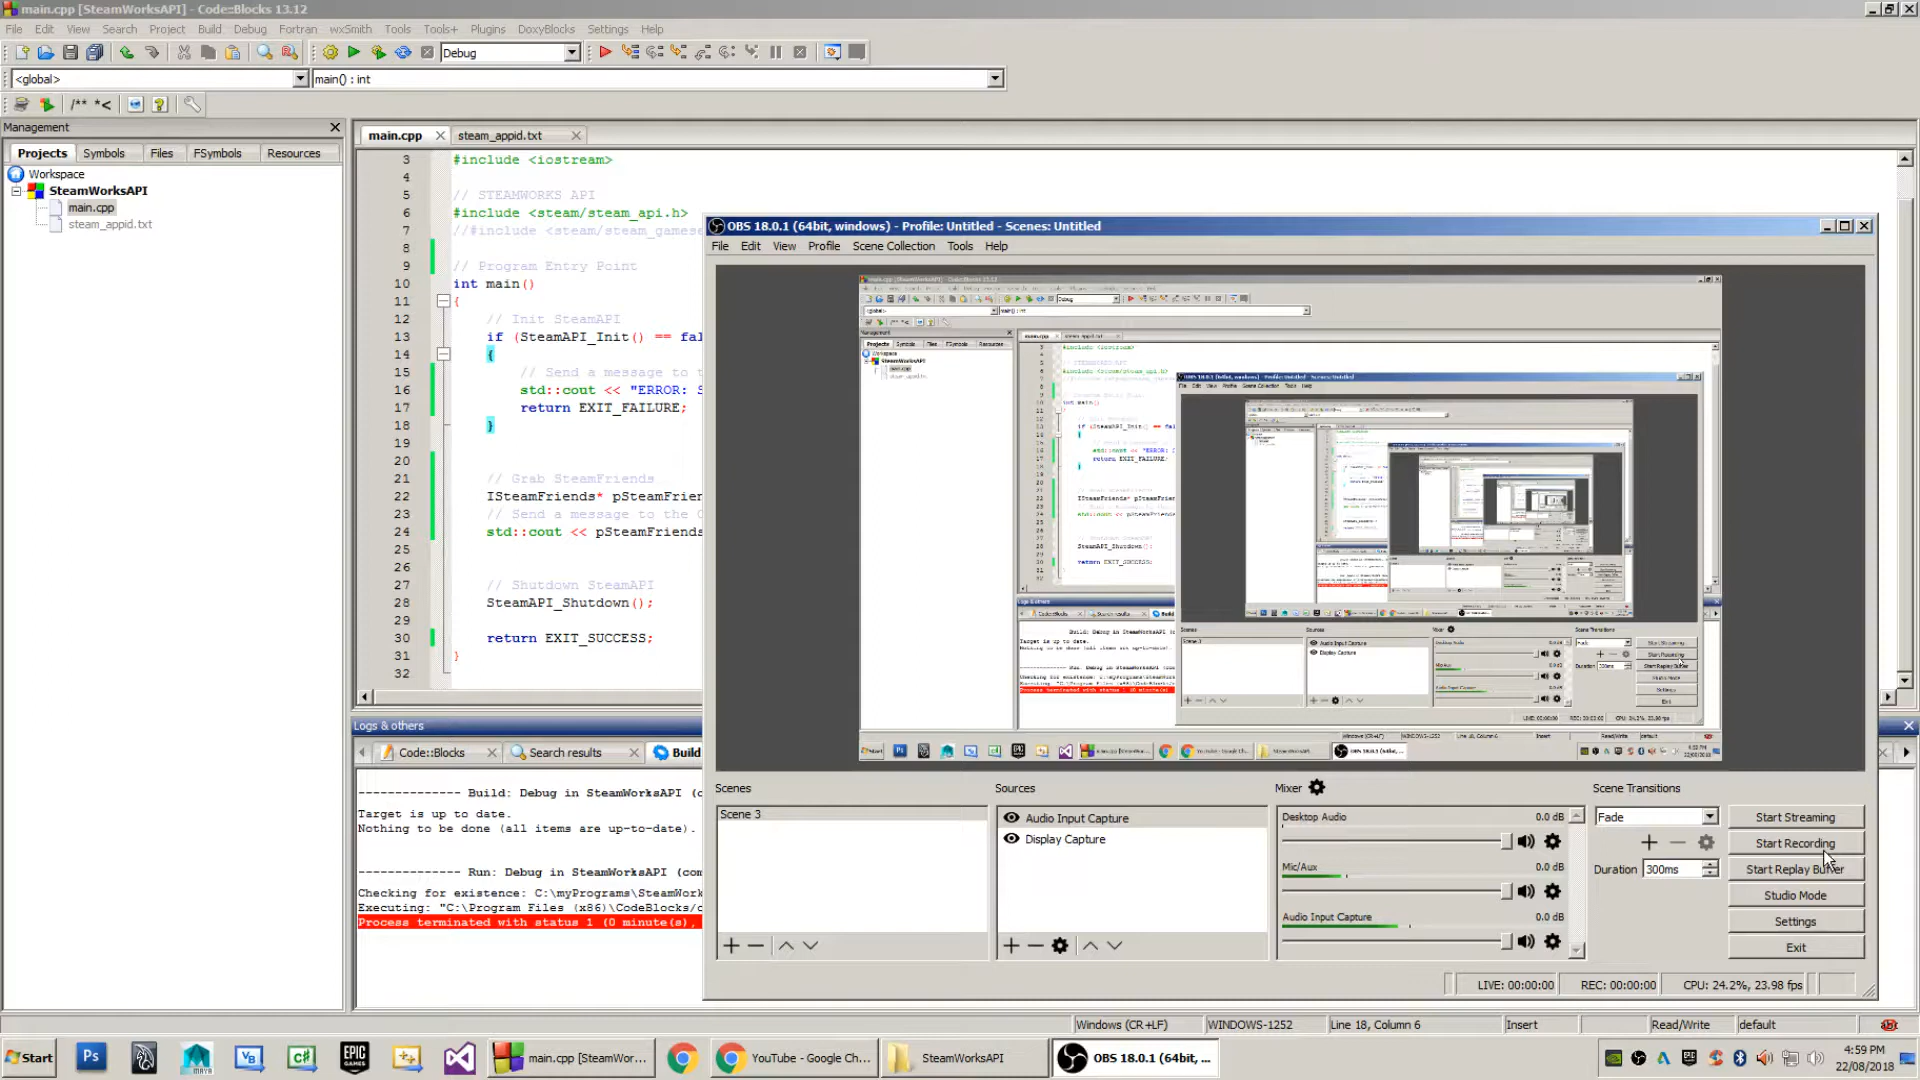 main.cpp [SteamWorksAPI] - Code::Blocks 13.12
File Edit View Search Project Build Debug Fortran wxSmith Tools Tools+ Plugins DoxyBlocks Settings Help
Debug
<global> main() : int
/** *<
Management
main.cpp steam_appid.txt
Projects Symbols Files FSymbols Resources
Workspace
SteamWorksAPI
main.cpp
steam_appid.txt
3 #include <iostream>
4
5 // STEAMWORKS API
6 #include <steam/steam_api.h>
7 //#include <steam/steam_gamese
8
9 // Program Entry Point
10 int main()
11 {
12 // Init SteamAPI
13 if (SteamAPI_Init() == fal
14 {
15 // Send a message to t
16 std::cout << "ERROR: S
17 return EXIT_FAILURE;
18 }
19
20
21 // Grab SteamFriends
22 ISteamFriends* pSteamFrien
23 // Send a message to the C
24 std::cout << pSteamFriends
25
26
27 // Shutdown SteamAPI
28 SteamAPI_Shutdown();
29
30 return EXIT_SUCCESS;
31 }
32
Logs & others
Code::Blocks Search results Build
-------------- Build: Debug in SteamWorksAPI (c
Target is up to date.
Nothing to be done (all items are up-to-date).
-------------- Run: Debug in SteamWorksAPI (com
Checking for existence: C:\myPrograms\SteamWork
Executing: "C:\Program Files (x86)\CodeBlocks/c
Process terminated with status 1 (0 minute(s),
OBS 18.0.1 (64bit, windows) - Profile: Untitled - Scenes: Untitled
File Edit View Profile Scene Collection Tools Help
Scenes
Scene 3
Sources
Audio Input Capture
Display Capture
Mixer
Desktop Audio 0.0 dB
Mic/Aux 0.0 dB
Audio Input Capture 0.0 dB
Scene Transitions
Fade
Duration 300ms
Start Streaming
Start Recording
Start Replay Buffer
Studio Mode
Settings
Exit
LIVE: 00:00:00 REC: 00:00:00 CPU: 24.2%, 23.98 fps
Windows (CR+LF) WINDOWS-1252 Line 18, Column 6 Insert Read/Write default
Start main.cpp [SteamWor... YouTube - Google Ch... SteamWorksAPI OBS 18.0.1 (64bit, ...
4:59 PM
22/08/2018